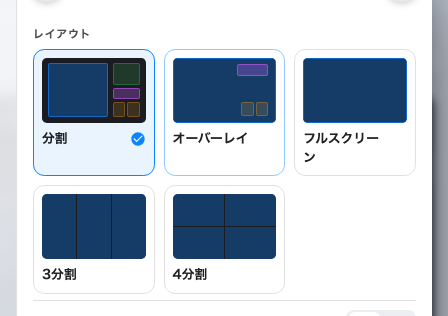 レイアウト
分割
オーバーレイ
フルスクリー
ン
3分割
4分割